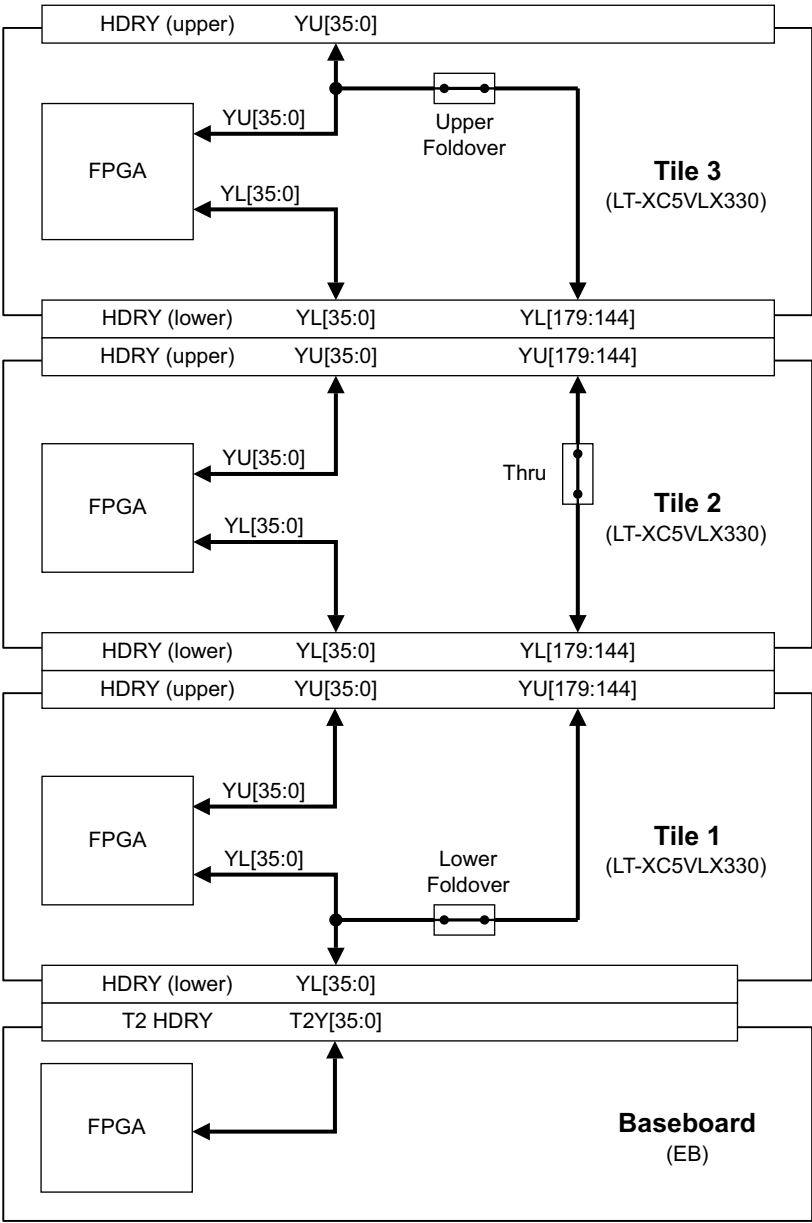 HDRY (upper) YU[35:0]
YU[35:0]
Upper
Foldover
FPGA
Tile 3
YL[35:0]
(LT-XC5VLX330)
HDRY (lower) YL[35:0] YL[179:144]
HDRY (upper) YU[35:0] YU[179:144]
YU[35:0]
Thru
FPGA
Tile 2
YL[35:0]
(LT-XC5VLX330)
HDRY (lower) YL[35:0] YL[179:144]
HDRY (upper) YU[35:0] YU[179:144]
YU[35:0]
FPGA
Tile 1
YL[35:0]
Lower
Foldover
(LT-XC5VLX330)
HDRY (lower) YL[35:0]
T2 HDRY T2Y[35:0]
FPGA
Baseboard
(EB)